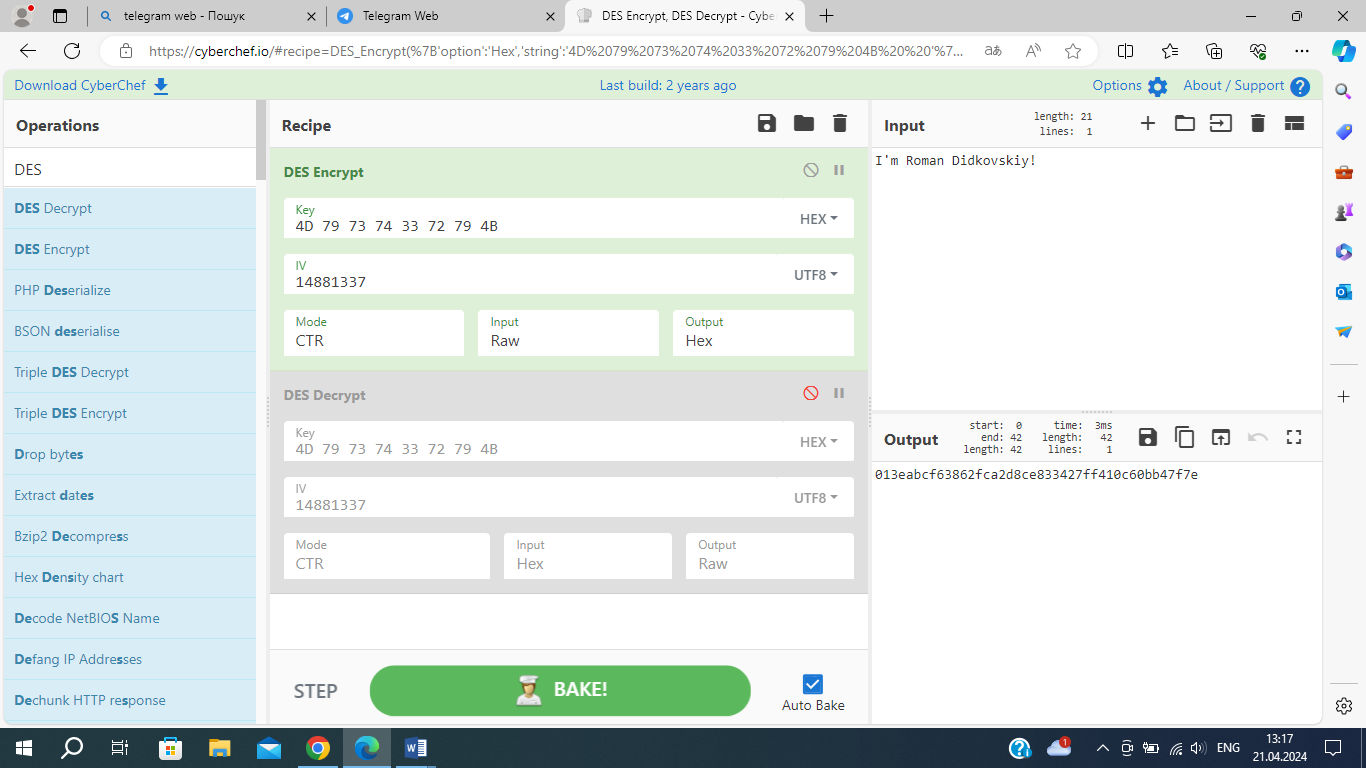 telegram web - Пошук
Telegram Web
DES Encrypt, DES Decrypt - Cybe
https://cyberchef.io/#recipe=DES_Encrypt(%7B'option':'Hex','string':'4D%2079%2073%2074%2033%2072%2079%204B%20%20'%7...
Download CyberChef
Last build: 2 years ago
Options
About / Support
Operations
DES
DES Decrypt
DES Encrypt
PHP Deserialize
BSON deserialise
Triple DES Decrypt
Triple DES Encrypt
Drop bytes
Extract dates
Bzip2 Decompress
Hex Density chart
Decode NetBIOS Name
Defang IP Addresses
Dechunk HTTP response
Recipe
DES Encrypt
Key
4D 79 73 74 33 72 79 4B
HEX
IV
14881337
UTF8
Mode
CTR
Input
Raw
Output
Hex
DES Decrypt
Key
4D 79 73 74 33 72 79 4B
HEX
IV
14881337
UTF8
Mode
CTR
Input
Hex
Output
Raw
STEP
BAKE!
Auto Bake
Input
length: 21
lines: 1
I'm Roman Didkovskiy!
Output
start: 0
end: 42
length: 42
time: 3ms
length: 42
lines: 1
013eabcf63862fca2d8ce833427ff410c60bb47f7e
1
ENG
13:17
21.04.2024